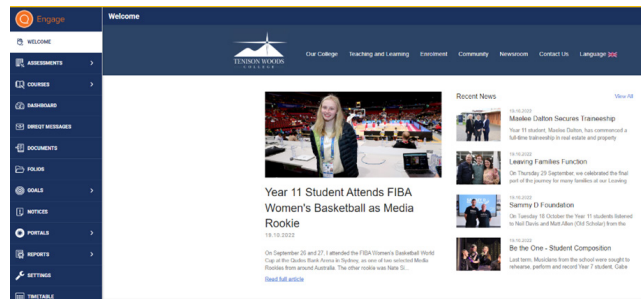 Engage
Welcome
WELCOME
ASSESSMENTS
COURSES
DASHBOARD
DIREQT MESSAGES
DOCUMENTS
FOLIOS
GOALS
NOTICES
PORTALS
REPORTS
SETTINGS
TIMETABLE
TENISON WOODS
COLLEGE
Our College Teaching and Learning Enrolment Community Newsroom Contact Us Language
Year 11 Student Attends FIBA
Women's Basketball as Media
Rookie
19.10.2022
On September 26 and 27, I attended the FIBA Women's Basketball World
Cup at the Qudos Bank Arena in Sydney, as one of two selected Media
Rookies from around Australia. The other rookie was Nata Si...
Read full article
Recent News View All
19.10.2022
Maelee Dalton Secures Traineeship
Year 11 student, Maelee Dalton, has commenced a
full-time traineeship in real estate and property
19.10.2022
Leaving Families Function
On Thursday 29 September, we celebrated the final
part of the journey for many families at our Leaving
19.10.2022
Sammy D Foundation
On Tuesday 18 October the Year 11 students listened
to Neil Davis and Matt Allen (Old Scholar) from the
19.10.2022
Be the One - Student Composition
Last term, Musicians from the school were sought to
rehearse, perform and record Year 7 student, Gabe